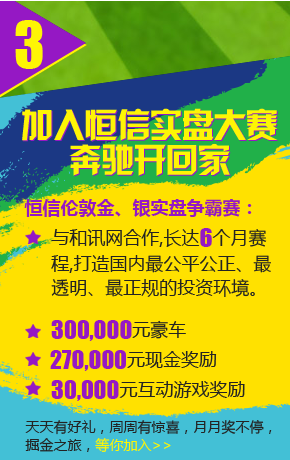 3
加入恒信实盘大赛
奔驰开回家
恒信伦敦金、银实盘争霸赛：
与和讯网合作,长达6个月赛
程,打造国内最公平公正、最
透明、最正规的投资环境。
300,000元豪车
270,000元现金奖励
30,000元互动游戏奖励
天天有好礼，周周有惊喜，月月奖不停，
掘金之旅，等你加入>>